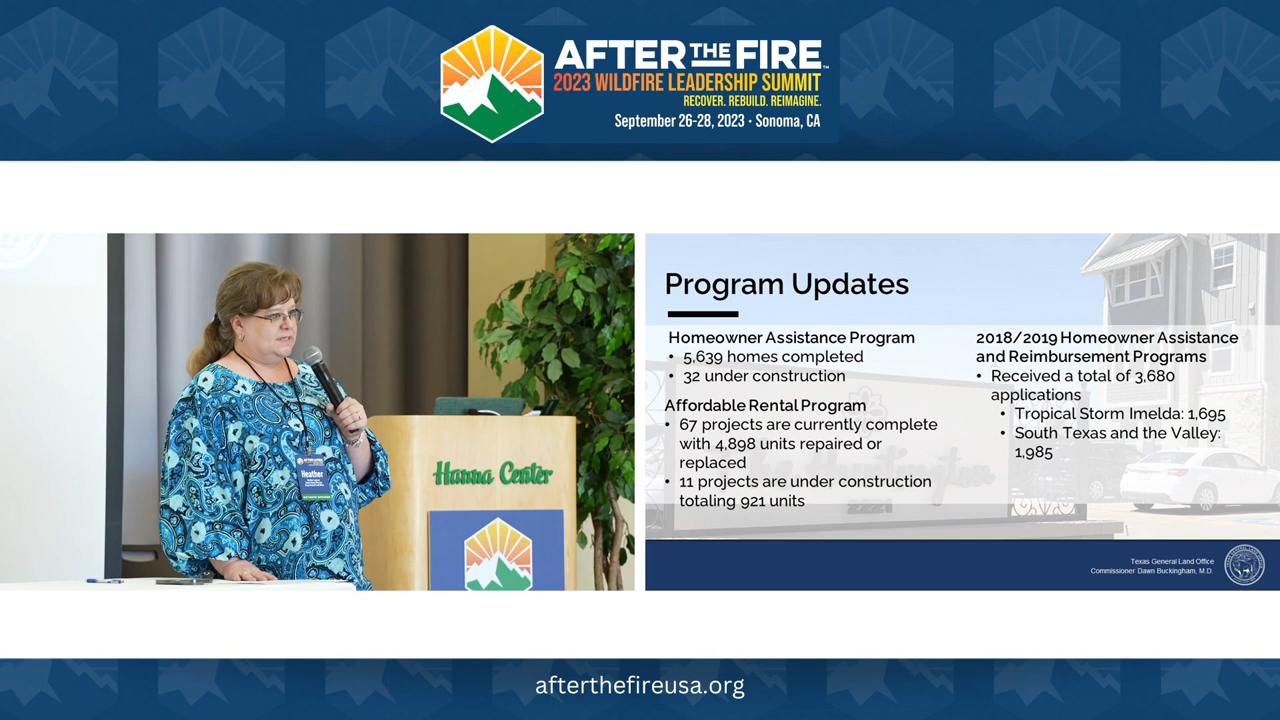 AFTER THE FIRE™
2023 WILDFIRE LEADERSHIP SUMMIT
RECOVER. REBUILD. REIMAGINE.
September 26-28, 2023 • Sonoma, CA
AFTER THE FIRE
Heather
Hanna Center
Program Updates
Homeowner Assistance Program
• 5,639 homes completed
• 32 under construction
Affordable Rental Program
• 67 projects are currently complete
with 4,898 units repaired or
replaced
• 11 projects are under construction
totaling 921 units
2018/2019 Homeowner Assistance
and Reimbursement Programs
• Received a total of 3,680
applications
• Tropical Storm Imelda: 1,695
• South Texas and the Valley:
1,985
Texas General Land Office
Commissioner Dawn Buckingham, M.D.
afterthefireusa.org